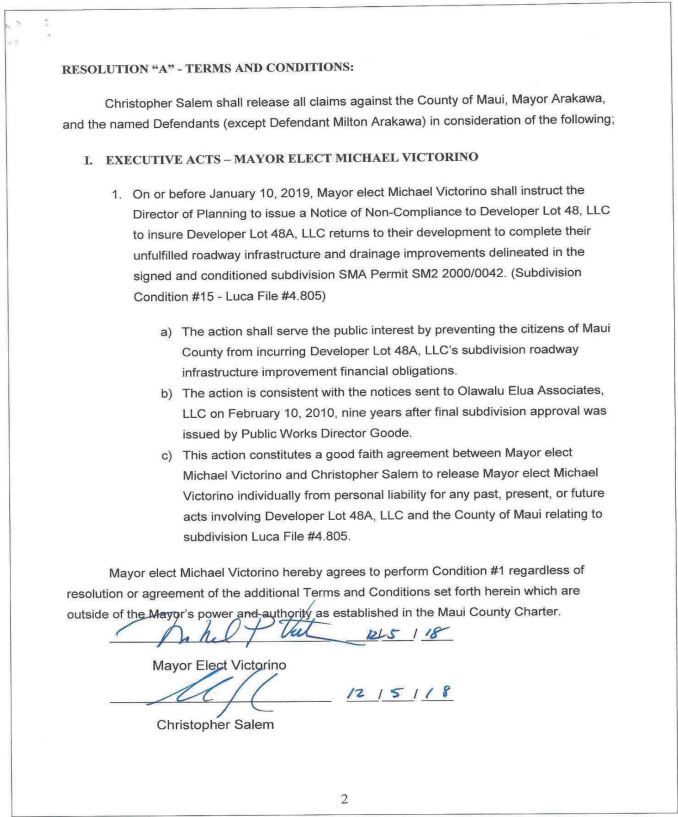 RESOLUTION “A” - TERMS AND CONDITIONS:
Christopher Salem shall release all claims against the County of Maui, Mayor Arakawa,
and the named Defendants (except Defendant Milton Arakawa) in consideration of the following;
I. EXECUTIVE ACTS – MAYOR ELECT MICHAEL VICTORINO
1. On or before January 10, 2019, Mayor elect Michael Victorino shall instruct the
Director of Planning to issue a Notice of Non-Compliance to Developer Lot 48, LLC
to insure Developer Lot 48A, LLC returns to their development to complete their
unfulfilled roadway infrastructure and drainage improvements delineated in the
signed and conditioned subdivision SMA Permit SM2 2000/0042. (Subdivision
Condition #15 - Luca File #4.805)
a) The action shall serve the public interest by preventing the citizens of Maui
County from incurring Developer Lot 48A, LLC’s subdivision roadway
infrastructure improvement financial obligations.
b) The action is consistent with the notices sent to Olawalu Elua Associates,
LLC on February 10, 2010, nine years after final subdivision approval was
issued by Public Works Director Goode.
c) This action constitutes a good faith agreement between Mayor elect
Michael Victorino and Christopher Salem to release Mayor elect Michael
Victorino individually from personal liability for any past, present, or future
acts involving Developer Lot 48A, LLC and the County of Maui relating to
subdivision Luca File #4.805.
Mayor elect Michael Victorino hereby agrees to perform Condition #1 regardless of
resolution or agreement of the additional Terms and Conditions set forth herein which are
outside of the Mayor’s power and authority as established in the Maui County Charter.
12/5/18
Mayor Elect Victorino
12/5/18
Christopher Salem
2